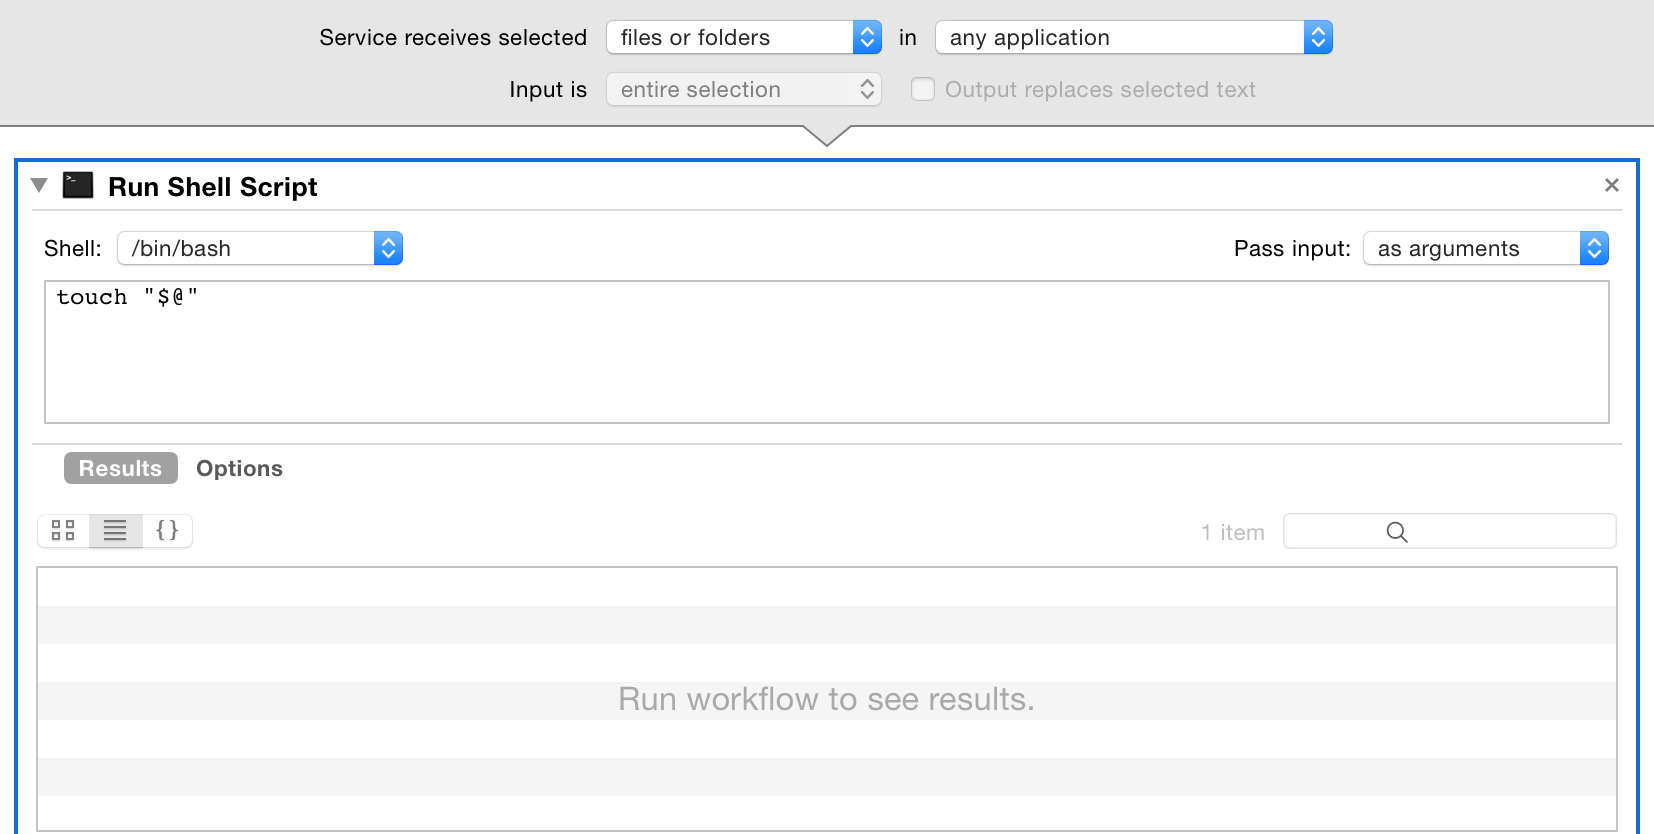 Service receives selected files or folders in any application
Input is entire selection Output replaces selected text
Run Shell Script
Shell: /bin/bash Pass input: as arguments
touch "$@"
Results Options
{} 1 item
Run workflow to see results.